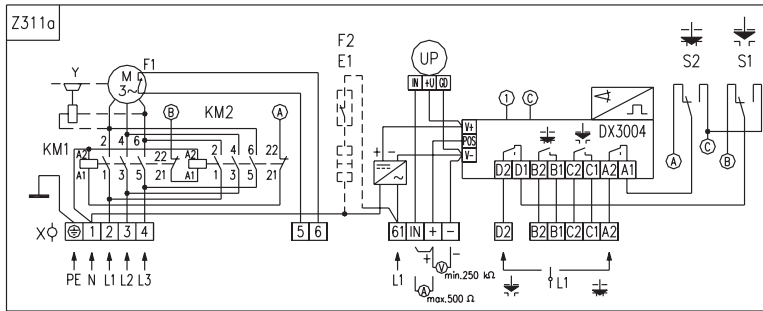 Z311a
F1
F2
E1
UP
S2
S1
Y
M
3~
B
KM2
A
IN
+U
GD
1
C
DX3004
V+
POS
V-
KM1
A2
A1
2
4
6
1
3
5
22
21
A2
A1
2
4
6
1
3
5
22
21
+
-
~
D2
D1
B2
B1
C2
C1
A2
A1
A
C
B
X
1
2
3
4
5
6
61
IN
+
-
D2
B2
B1
C2
C1
A2
PE
N
L1
L2
L3
L1
+
-
V
min.250 kΩ
A
max.500 Ω
L1